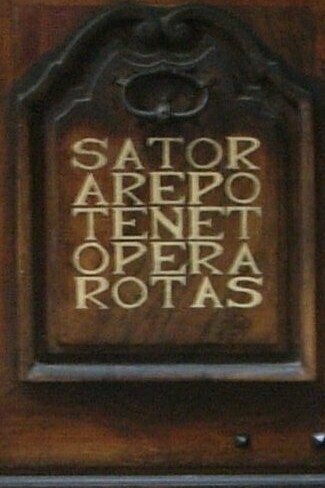 SATOR
AREPO
TENET
OPERA
ROTAS